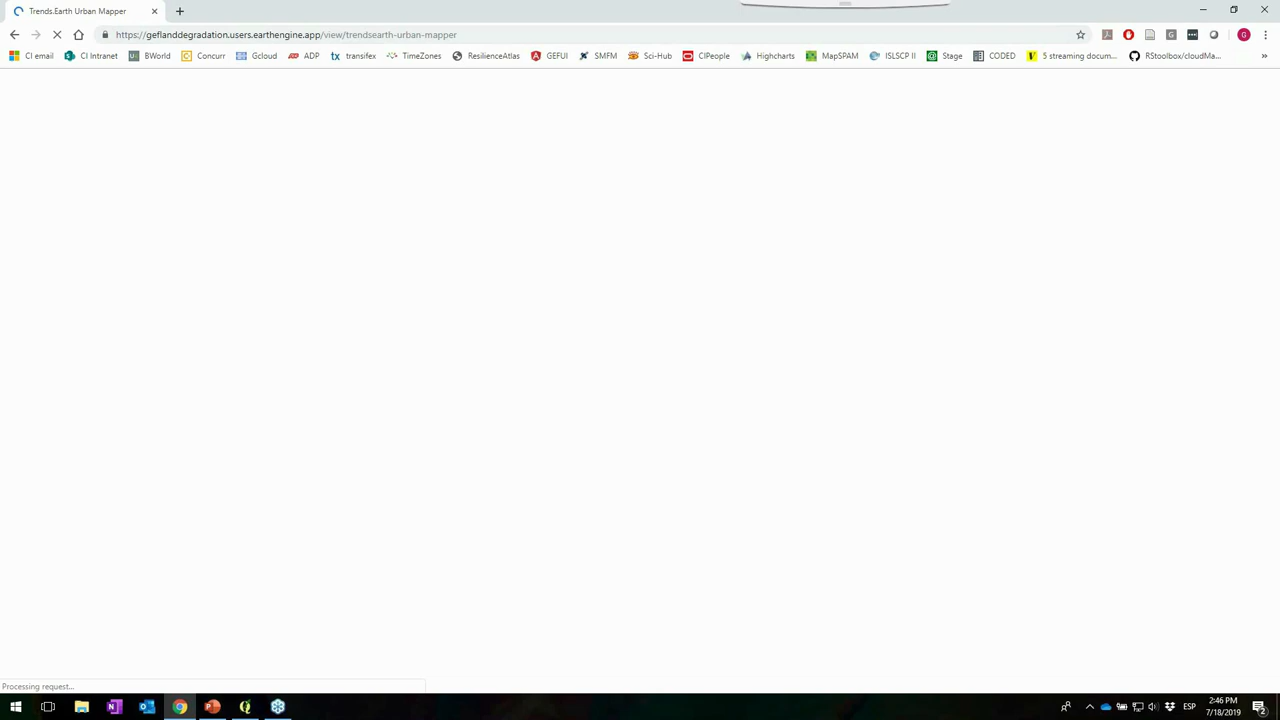 Trends.Earth Urban Mapper
https://geflanddegradation.users.earthengine.app/view/trendsearth-urban-mapper
CI email CI Intranet BWorld Concurr Gcloud ADP transifex TimeZones ResilienceAtlas GEFUI SMFM Sci-Hub CIPeople Highcharts MapSPAM ISLSCP II Stage CODED 5 streaming docum... RStoolbox/cloudMa... »
Processing request...
ESP
2:46 PM
7/18/2019
2